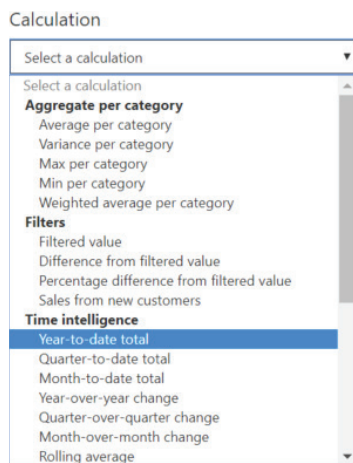 Calculation
Select a calculation
Select a calculation
Aggregate per category
Average per category
Variance per category
Max per category
Min per category
Weighted average per category
Filters
Filtered value
Difference from filtered value
Percentage difference from filtered value
Sales from new customers
Time intelligence
Year-to-date total
Quarter-to-date total
Month-to-date total
Year-over-year change
Quarter-over-quarter change
Month-over-month change
Rolling average